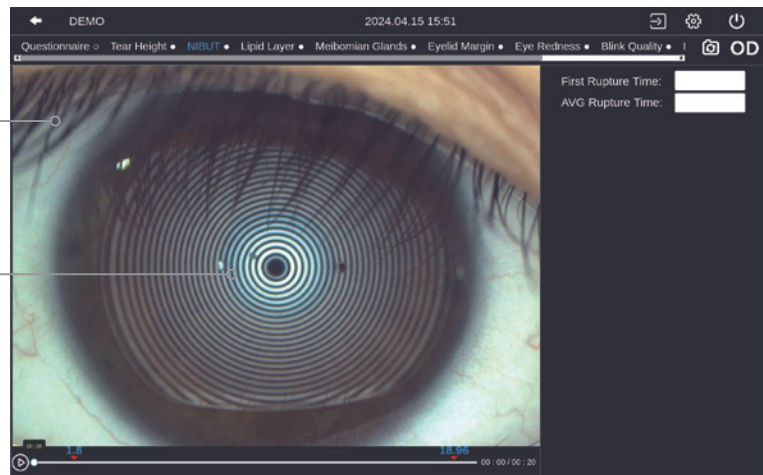 DEMO 2024.04.15 15:51
Questionnaire Tear Height NIBUT Lipid Layer Meibomian Glands Eyelid Margin Eye Redness Blink Quality OD
First Rupture Time:
AVG Rupture Time:
1.8 18.96
00 : 00 / 00 : 20